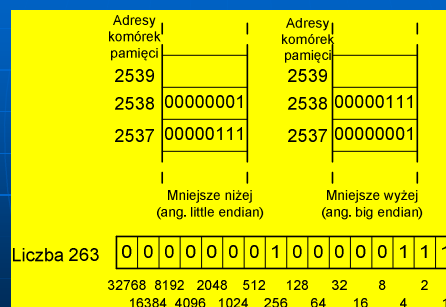 Adresy
komórek
pamięci
2539
2538 00000001
2537 00000111
Mniejsze niżej
(ang. little endian)
Adresy
komórek
pamięci
2539
2538 00000111
2537 00000001
Mniejsze wyżej
(ang. big endian)
Liczba 263 0 0 0 0 0 0 0 1 0 0 0 0 0 1 1 1
32768 8192 2048 512 128 32 8 2
16384 4096 1024 256 64 16 4 1